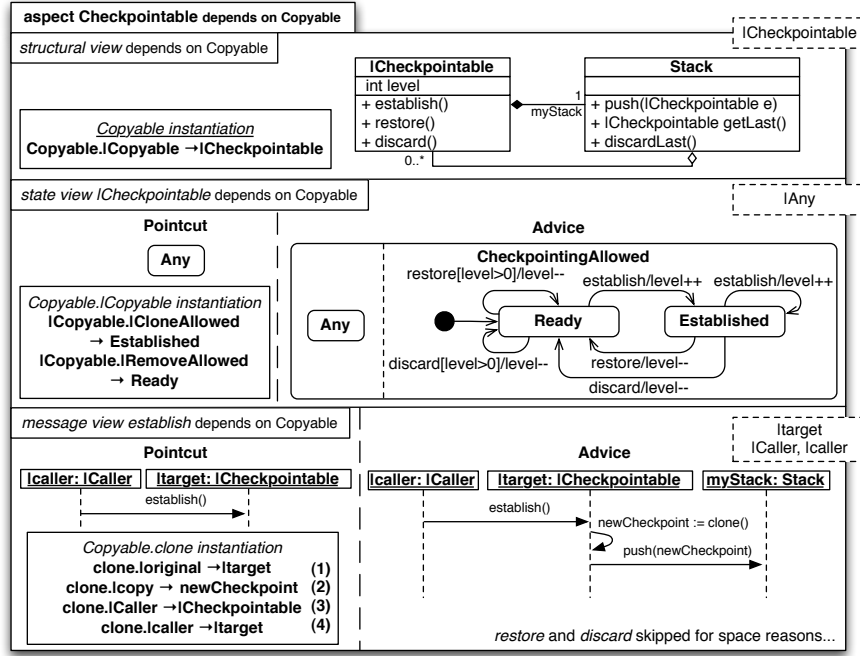 aspect Checkpointable depends on Copyable
structural view depends on Copyable
|Checkpointable
|Checkpointable
int level
+ establish()
+ restore()
+ discard()
Stack
+ push(|Checkpointable e)
+ |Checkpointable getLast()
+ discardLast()
1
myStack
0..*
Copyable instantiation
Copyable.|Copyable →|Checkpointable
state view |Checkpointable depends on Copyable
|Any
Pointcut
Any
Copyable.|Copyable instantiation
|Copyable.|CloneAllowed
→ Established
|Copyable.|RemoveAllowed
→ Ready
Advice
CheckpointingAllowed
Any
restore[level>0]/level--
establish/level++
establish/level++
Ready
Established
discard[level>0]/level--
restore/level--
discard/level--
message view establish depends on Copyable
|target
|Caller, |caller
Pointcut
|caller: |Caller
|target: |Checkpointable
establish()
Copyable.clone instantiation
clone.|original →|target (1)
clone.|copy → newCheckpoint (2)
clone.|Caller →|Checkpointable (3)
clone.|caller →|target (4)
Advice
|caller: |Caller
|target: |Checkpointable
myStack: Stack
establish()
newCheckpoint := clone()
push(newCheckpoint)
restore and discard skipped for space reasons...